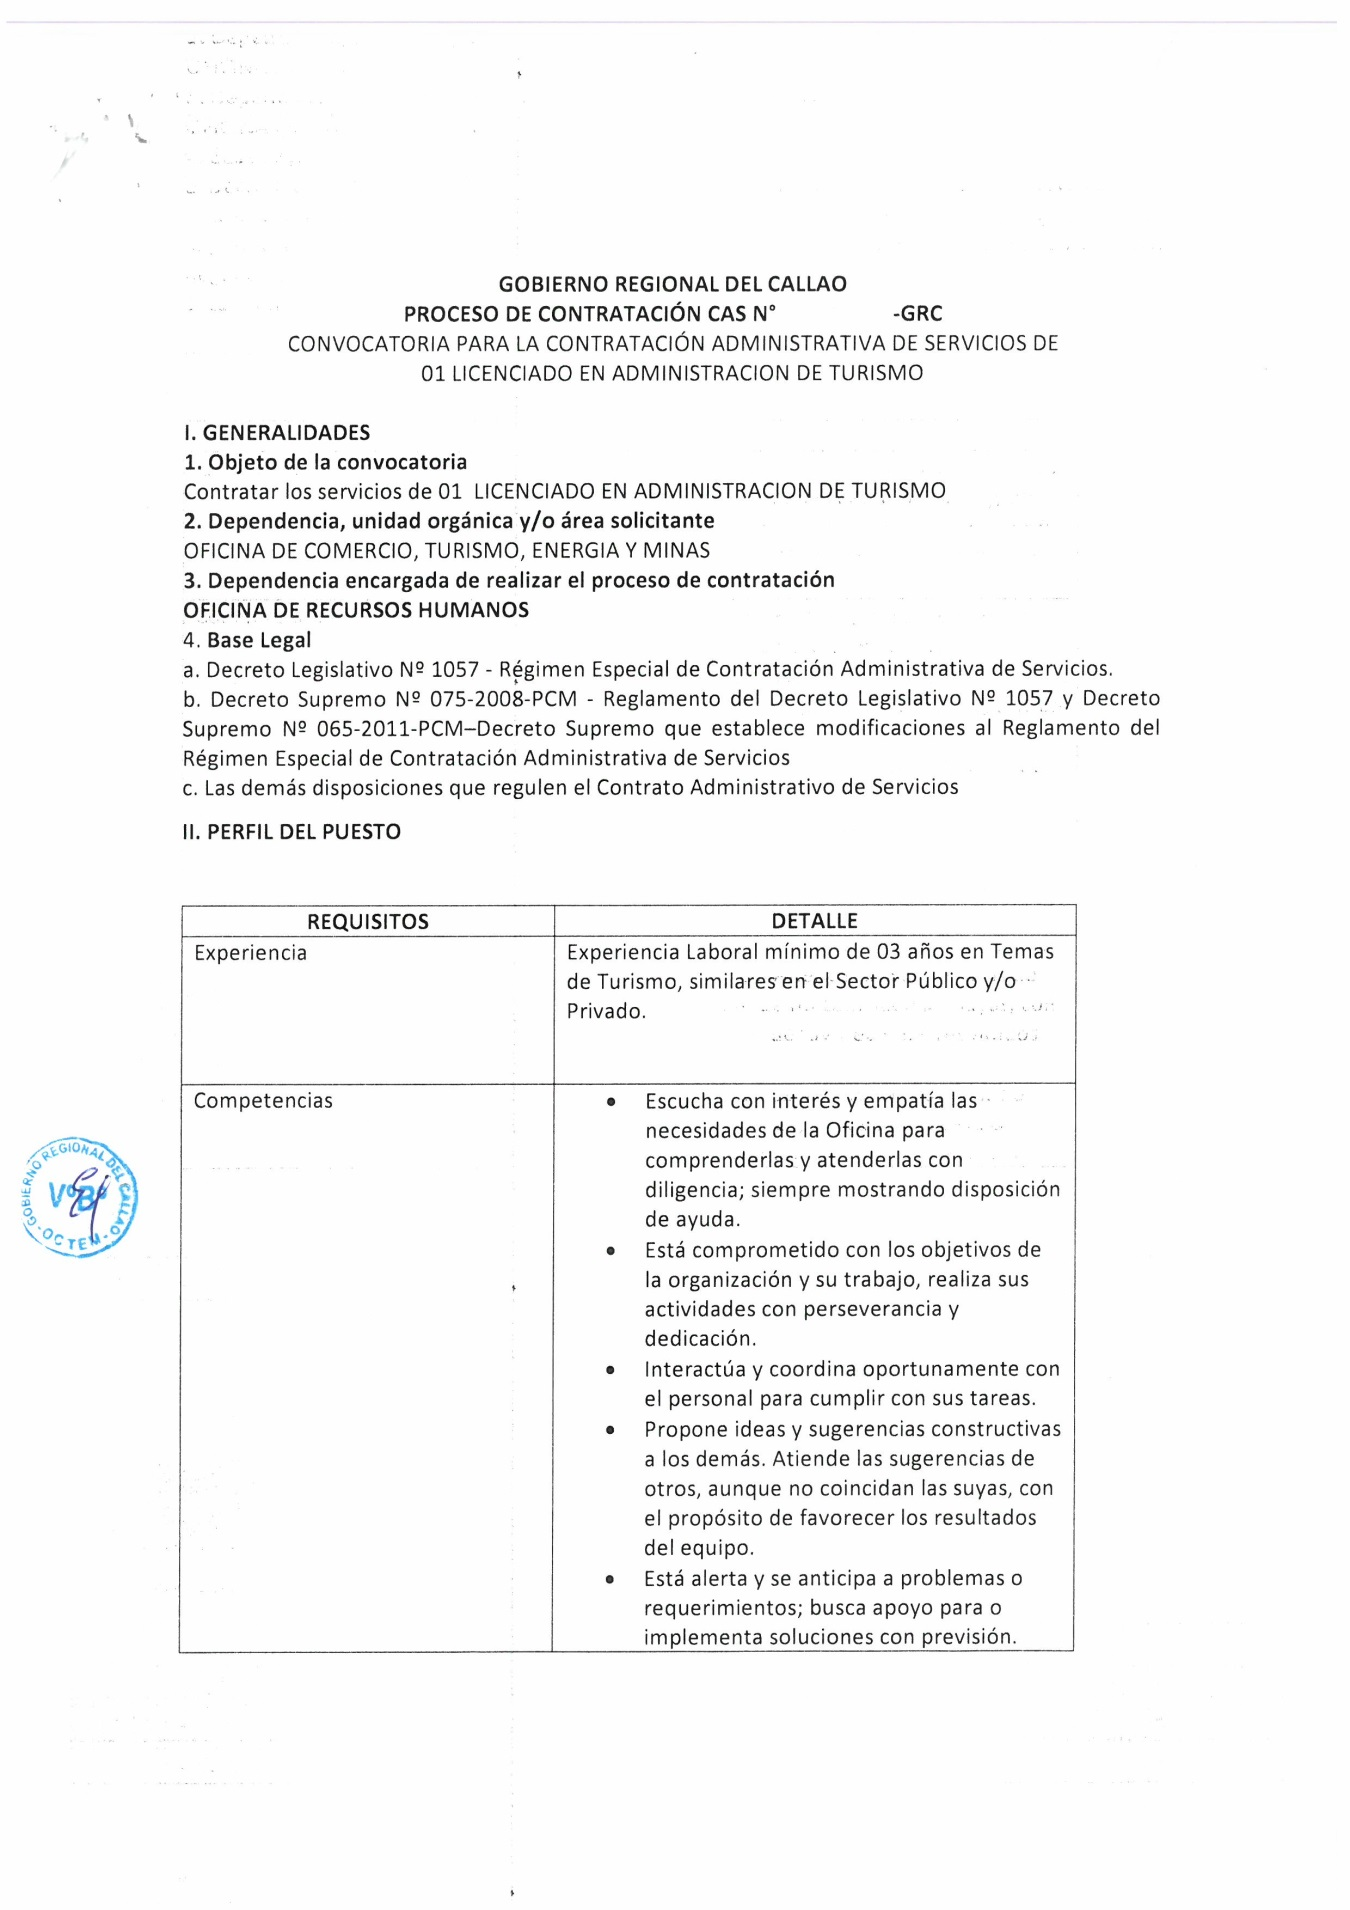 GOBIERNO REGIONAL DEL CALLAO
PROCESO DE CONTRATACIÓN CAS N° -GRC
CONVOCATORIA PARA LA CONTRATACIÓN ADMINISTRATIVA DE SERVICIOS DE
01 LICENCIADO EN ADMINISTRACION DE TURISMO
I. GENERALIDADES
1. Objeto de la convocatoria
Contratar los servicios de 01 LICENCIADO EN ADMINISTRACION DE TURISMO
2. Dependencia, unidad orgánica y/o área solicitante
OFICINA DE COMERCIO, TURISMO, ENERGIA Y MINAS
3. Dependencia encargada de realizar el proceso de contratación
OFICINA DE RECURSOS HUMANOS
4. Base Legal
a. Decreto Legislativo Nº 1057 - Régimen Especial de Contratación Administrativa de Servicios.
b. Decreto Supremo Nº 075-2008-PCM - Reglamento del Decreto Legislativo Nº 1057 y Decreto
Supremo Nº 065-2011-PCM–Decreto Supremo que establece modificaciones al Reglamento del
Régimen Especial de Contratación Administrativa de Servicios
c. Las demás disposiciones que regulen el Contrato Administrativo de Servicios
II. PERFIL DEL PUESTO
REQUISITOS DETALLE
Experiencia Experiencia Laboral mínimo de 03 años en Temas
de Turismo, similares en el Sector Público y/o
Privado.
Competencias • Escucha con interés y empatía las
necesidades de la Oficina para
comprenderlas y atenderlas con
diligencia; siempre mostrando disposición
de ayuda.
• Está comprometido con los objetivos de
la organización y su trabajo, realiza sus
actividades con perseverancia y
dedicación.
• Interactúa y coordina oportunamente con
el personal para cumplir con sus tareas.
• Propone ideas y sugerencias constructivas
a los demás. Atiende las sugerencias de
otros, aunque no coincidan las suyas, con
el propósito de favorecer los resultados
del equipo.
• Está alerta y se anticipa a problemas o
requerimientos; busca apoyo para o
implementa soluciones con previsión.
GOBIERNO REGIONAL DEL CALLAO
V°B°
OCTEM